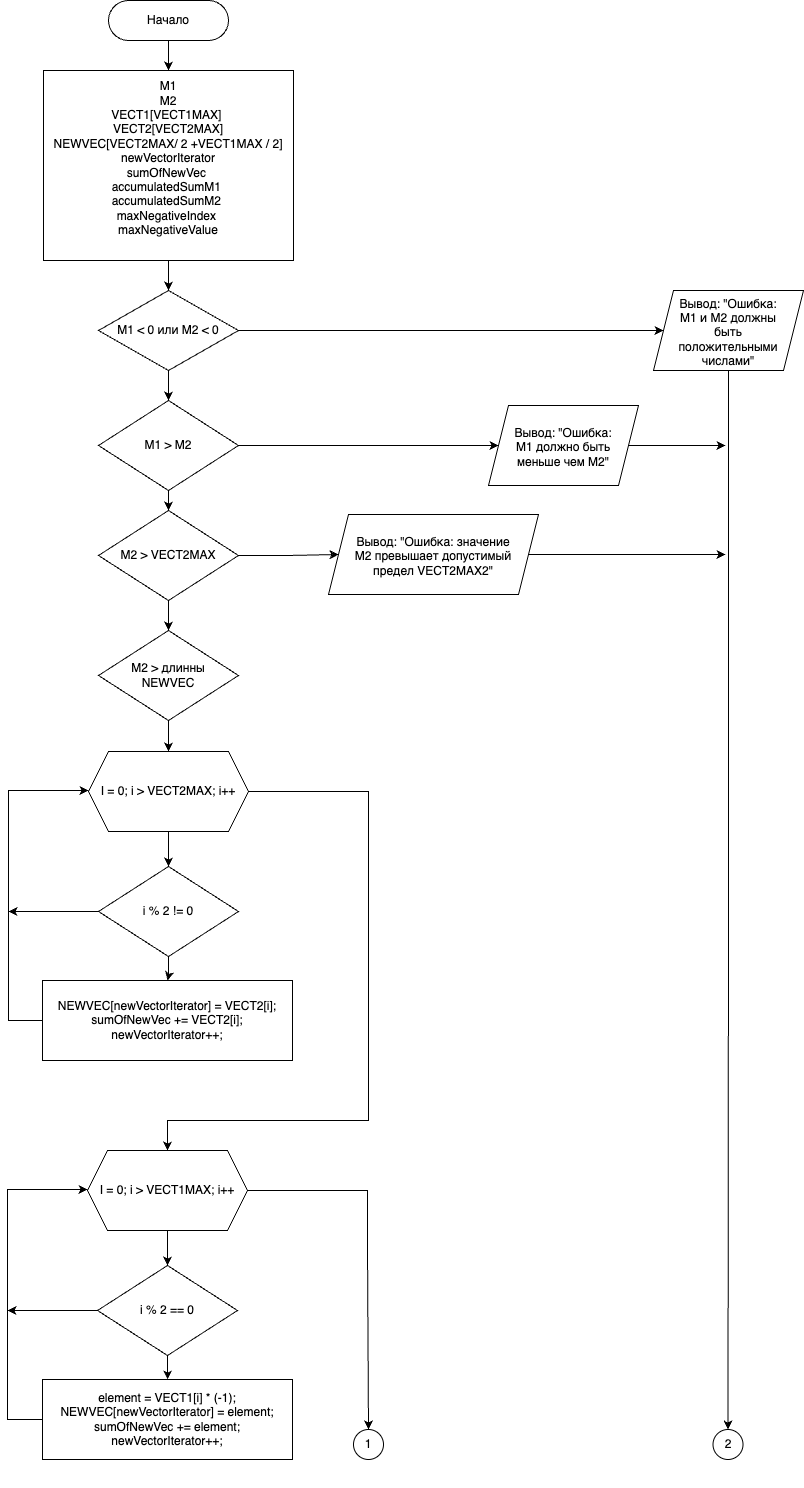 Начало
M1
M2
VECT1[VECT1MAX]
VECT2[VECT2MAX]
NEWVEC[VECT2MAX/ 2 +VECT1MAX / 2]
newVectorIterator
sumOfNewVec
accumulatedSumM1
accumulatedSumM2
maxNegativeIndex
maxNegativeValue
M1 < 0 или M2 < 0
Вывод: "Ошибка:
M1 и M2 должны
быть
положительными
числами"
M1 > M2
Вывод: "Ошибка:
M1 должно быть
меньше чем M2"
M2 > VECT2MAX
Вывод: "Ошибка: значение
M2 превышает допустимый
предел VECT2MAX2"
M2 > длинны
NEWVEC
I = 0; i > VECT2MAX; i++
i % 2 != 0
NEWVEC[newVectorIterator] = VECT2[i];
sumOfNewVec += VECT2[i];
newVectorIterator++;
I = 0; i > VECT1MAX; i++
i % 2 == 0
element = VECT1[i] * (-1);
NEWVEC[newVectorIterator] = element;
sumOfNewVec += element;
newVectorIterator++;
1
2